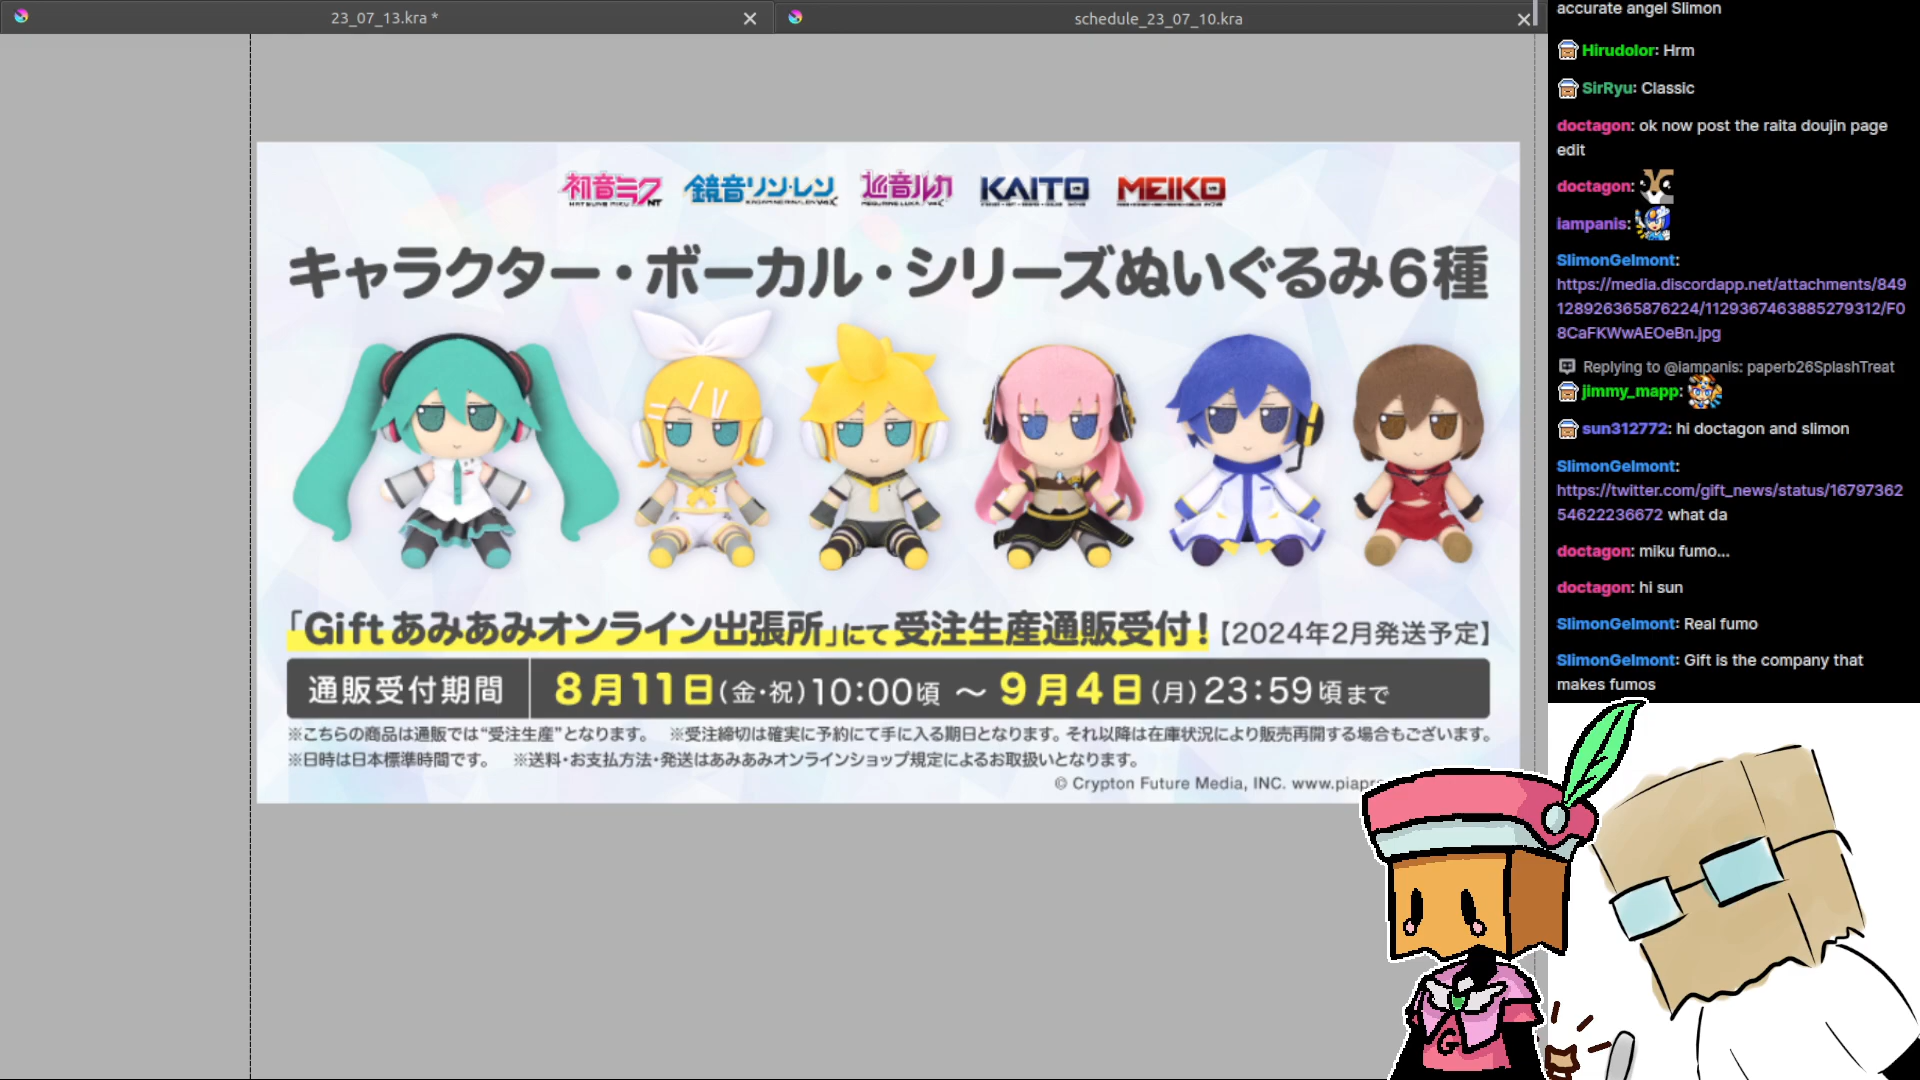 23_07_13.kra *
schedule_23_07_10.kra
初音ミク
HATSUNE MIKU NT
鏡音リン・レン
巡音ルカ
KAITO
MEIKO
キャラクター・ボーカル・シリーズぬいぐるみ6種
「Giftあみあみオンライン出張所」にて受注生産通販受付！【2024年2月発送予定】
通販受付期間 8月11日(金・祝)10:00頃 ～ 9月4日(月)23:59頃まで
※こちらの商品は通販では“受注生産”となります。 ※受注締切は確実に予約にて手に入る期日となります。それ以降は在庫状況により販売再開する場合もございます。
※日時は日本標準時間です。 ※送料・お支払方法・発送はあみあみオンラインショップ規定によるお取扱いとなります。
© Crypton Future Media, INC. www.piapr
accurate angel Slimon
Hirudolor: Hrm
SirRyu: Classic
doctagon: ok now post the raita doujin page
edit
doctagon:
iampanis:
SlimonGelmont:
https://media.discordapp.net/attachments/849
128926365876224/1129367463885279312/F0
8CaFKWwAEOeBn.jpg
Replying to @iampanis: paperb26SplashTreat
jimmy_mapp:
sun312772: hi doctagon and slimon
SlimonGelmont:
https://twitter.com/gift_news/status/16797362
54622236672 what da
doctagon: miku fumo...
doctagon: hi sun
SlimonGelmont: Real fumo
SlimonGelmont: Gift is the company that
makes fumos
G